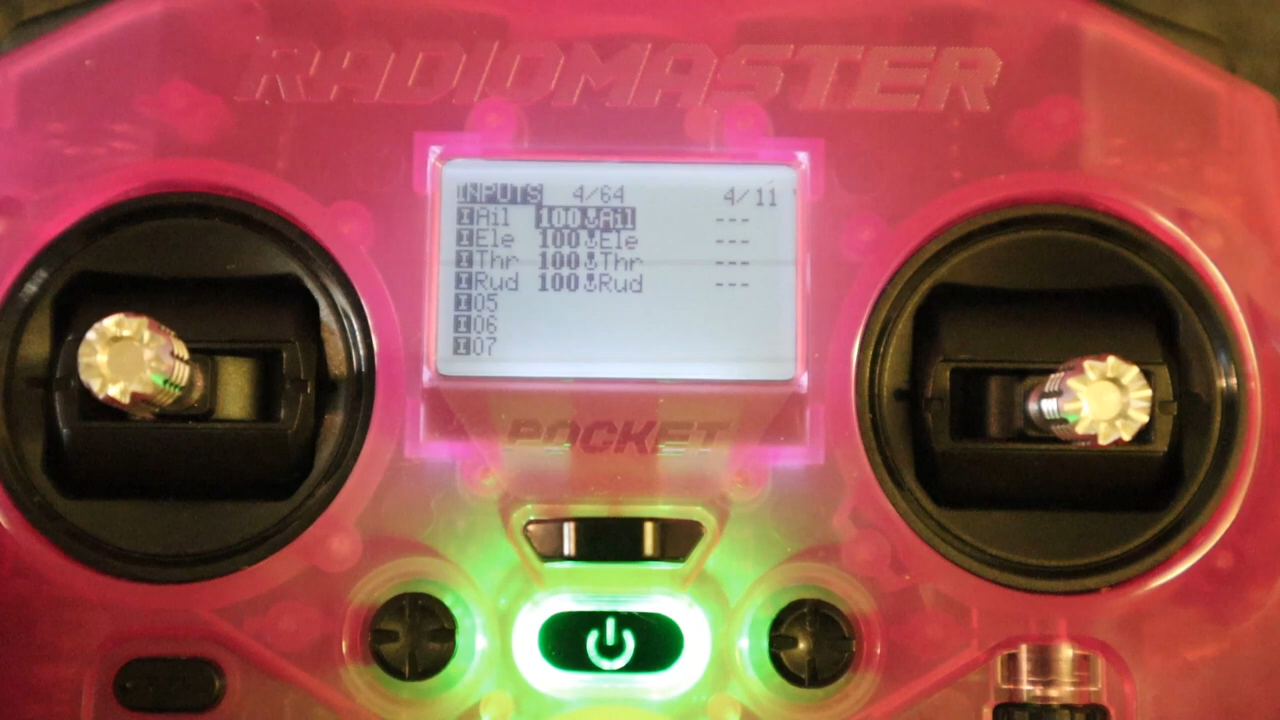 RADIOMASTER
INPUTS 4/64 4/11
I Ail 100 Ail ---
I Ele 100 Ele ---
I Thr 100 Thr ---
I Rud 100 Rud ---
I 05
I 06
I 07
POCKET